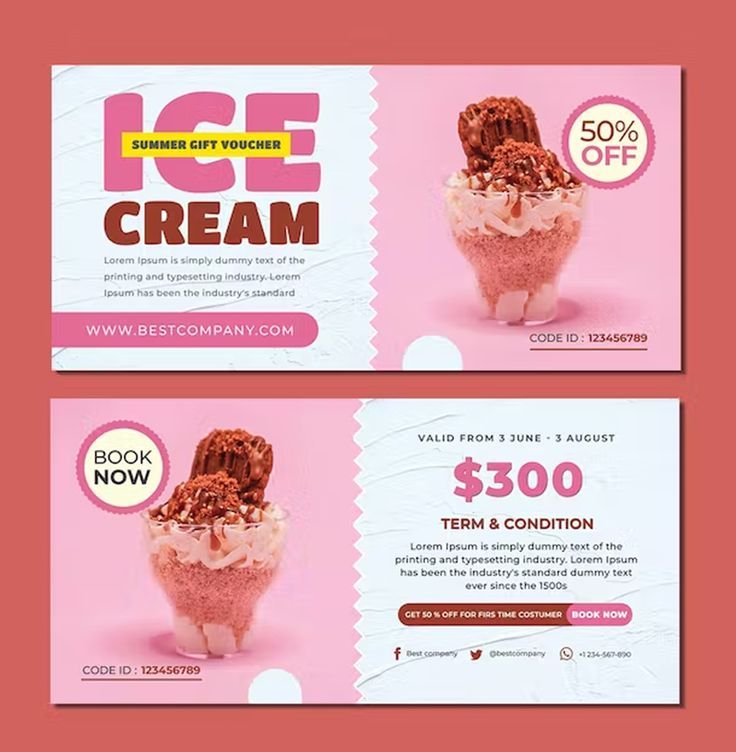 ICE
SUMMER GIFT VOUCHER
CREAM
Lorem Ipsum is simply dummy text of the
printing and typesetting industry. Lorem
Ipsum has been the industry's standard
WWW.BESTCOMPANY.COM
50%
OFF
CODE ID : 123456789
BOOK
NOW
CODE ID : 123456789
VALID FROM 3 JUNE - 3 AUGUST
$300
TERM & CONDITION
Lorem Ipsum is simply dummy text of the
printing and typesetting industry. Lorem Ipsum
has been the industry's standard dummy text
ever since the 1500s
GET 50 % OFF FOR FIRS TIME COSTUMER BOOK NOW
Best company @bestcompany +1 234-567-890